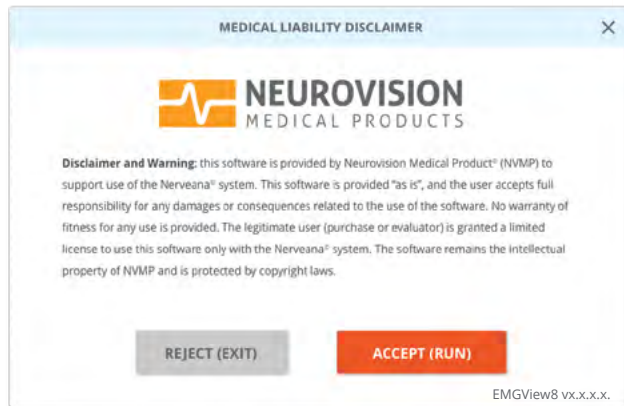 MEDICAL LIABILITY DISCLAIMER
NEUROVISION
MEDICAL PRODUCTS
Disclaimer and Warning: this software is provided by Neurovision Medical Product® (NVMP) to
support use of the Nerveana® system. This software is provided "as is", and the user accepts full
responsibility for any damages or consequences related to the use of the software. No warranty of
fitness for any use is provided. The legitimate user (purchase or evaluator) is granted a limited
license to use this software only with the Nerveana® system. The software remains the intellectual
property of NVMP and is protected by copyright laws.
REJECT (EXIT)
ACCEPT (RUN)
EMGView8 vx.x.x.x.